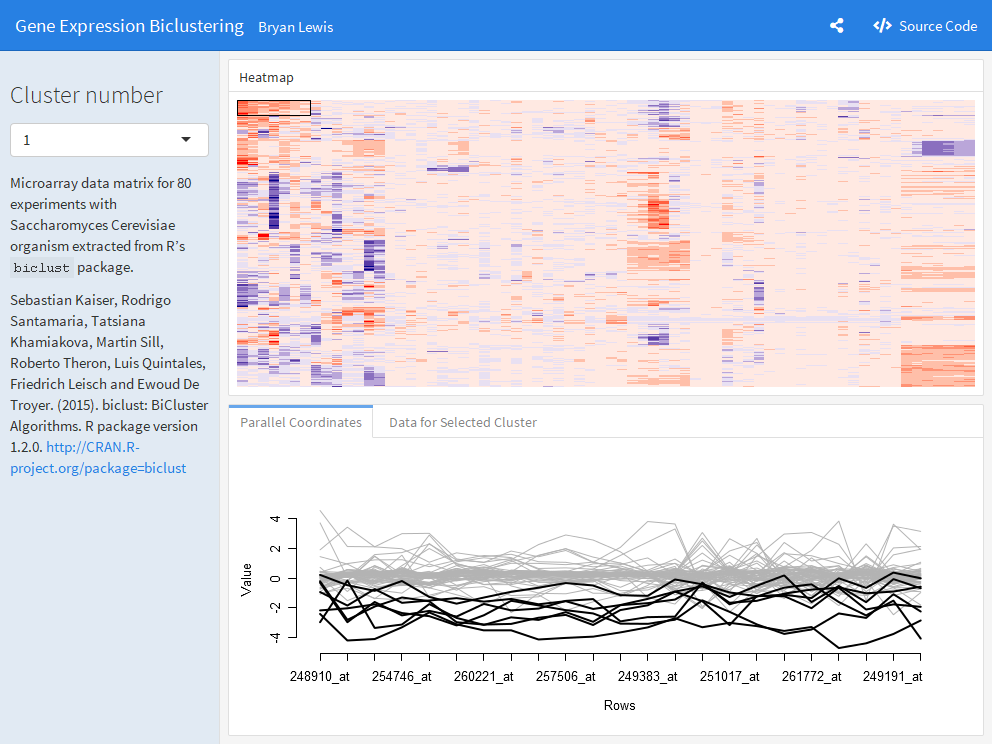 Gene Expression Biclustering Bryan Lewis Source Code
Cluster number
1
Microarray data matrix for 80
experiments with
Saccharomyces Cerevisiae
organism extracted from R's
biclust package.
Sebastian Kaiser, Rodrigo
Santamaria, Tatsiana
Khamiakova, Martin Sill,
Roberto Theron, Luis Quintales,
Friedrich Leisch and Ewoud De
Troyer. (2015). biclust: BiCluster
Algorithms. R package version
1.2.0. http://CRAN.R-
project.org/package=biclust
Heatmap
Parallel Coordinates Data for Selected Cluster
Value
4
2
0
-2
-4
248910_at 254746_at 260221_at 257506_at 249383_at 251017_at 261772_at 249191_at
Rows